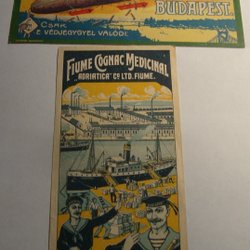 BUDAPEST
CSAK
E VÉDJEGYGYEL VALÓDI.
FIUME COGNAC MEDICINAL
„ADRIATICA” Co LTD. FIUME.